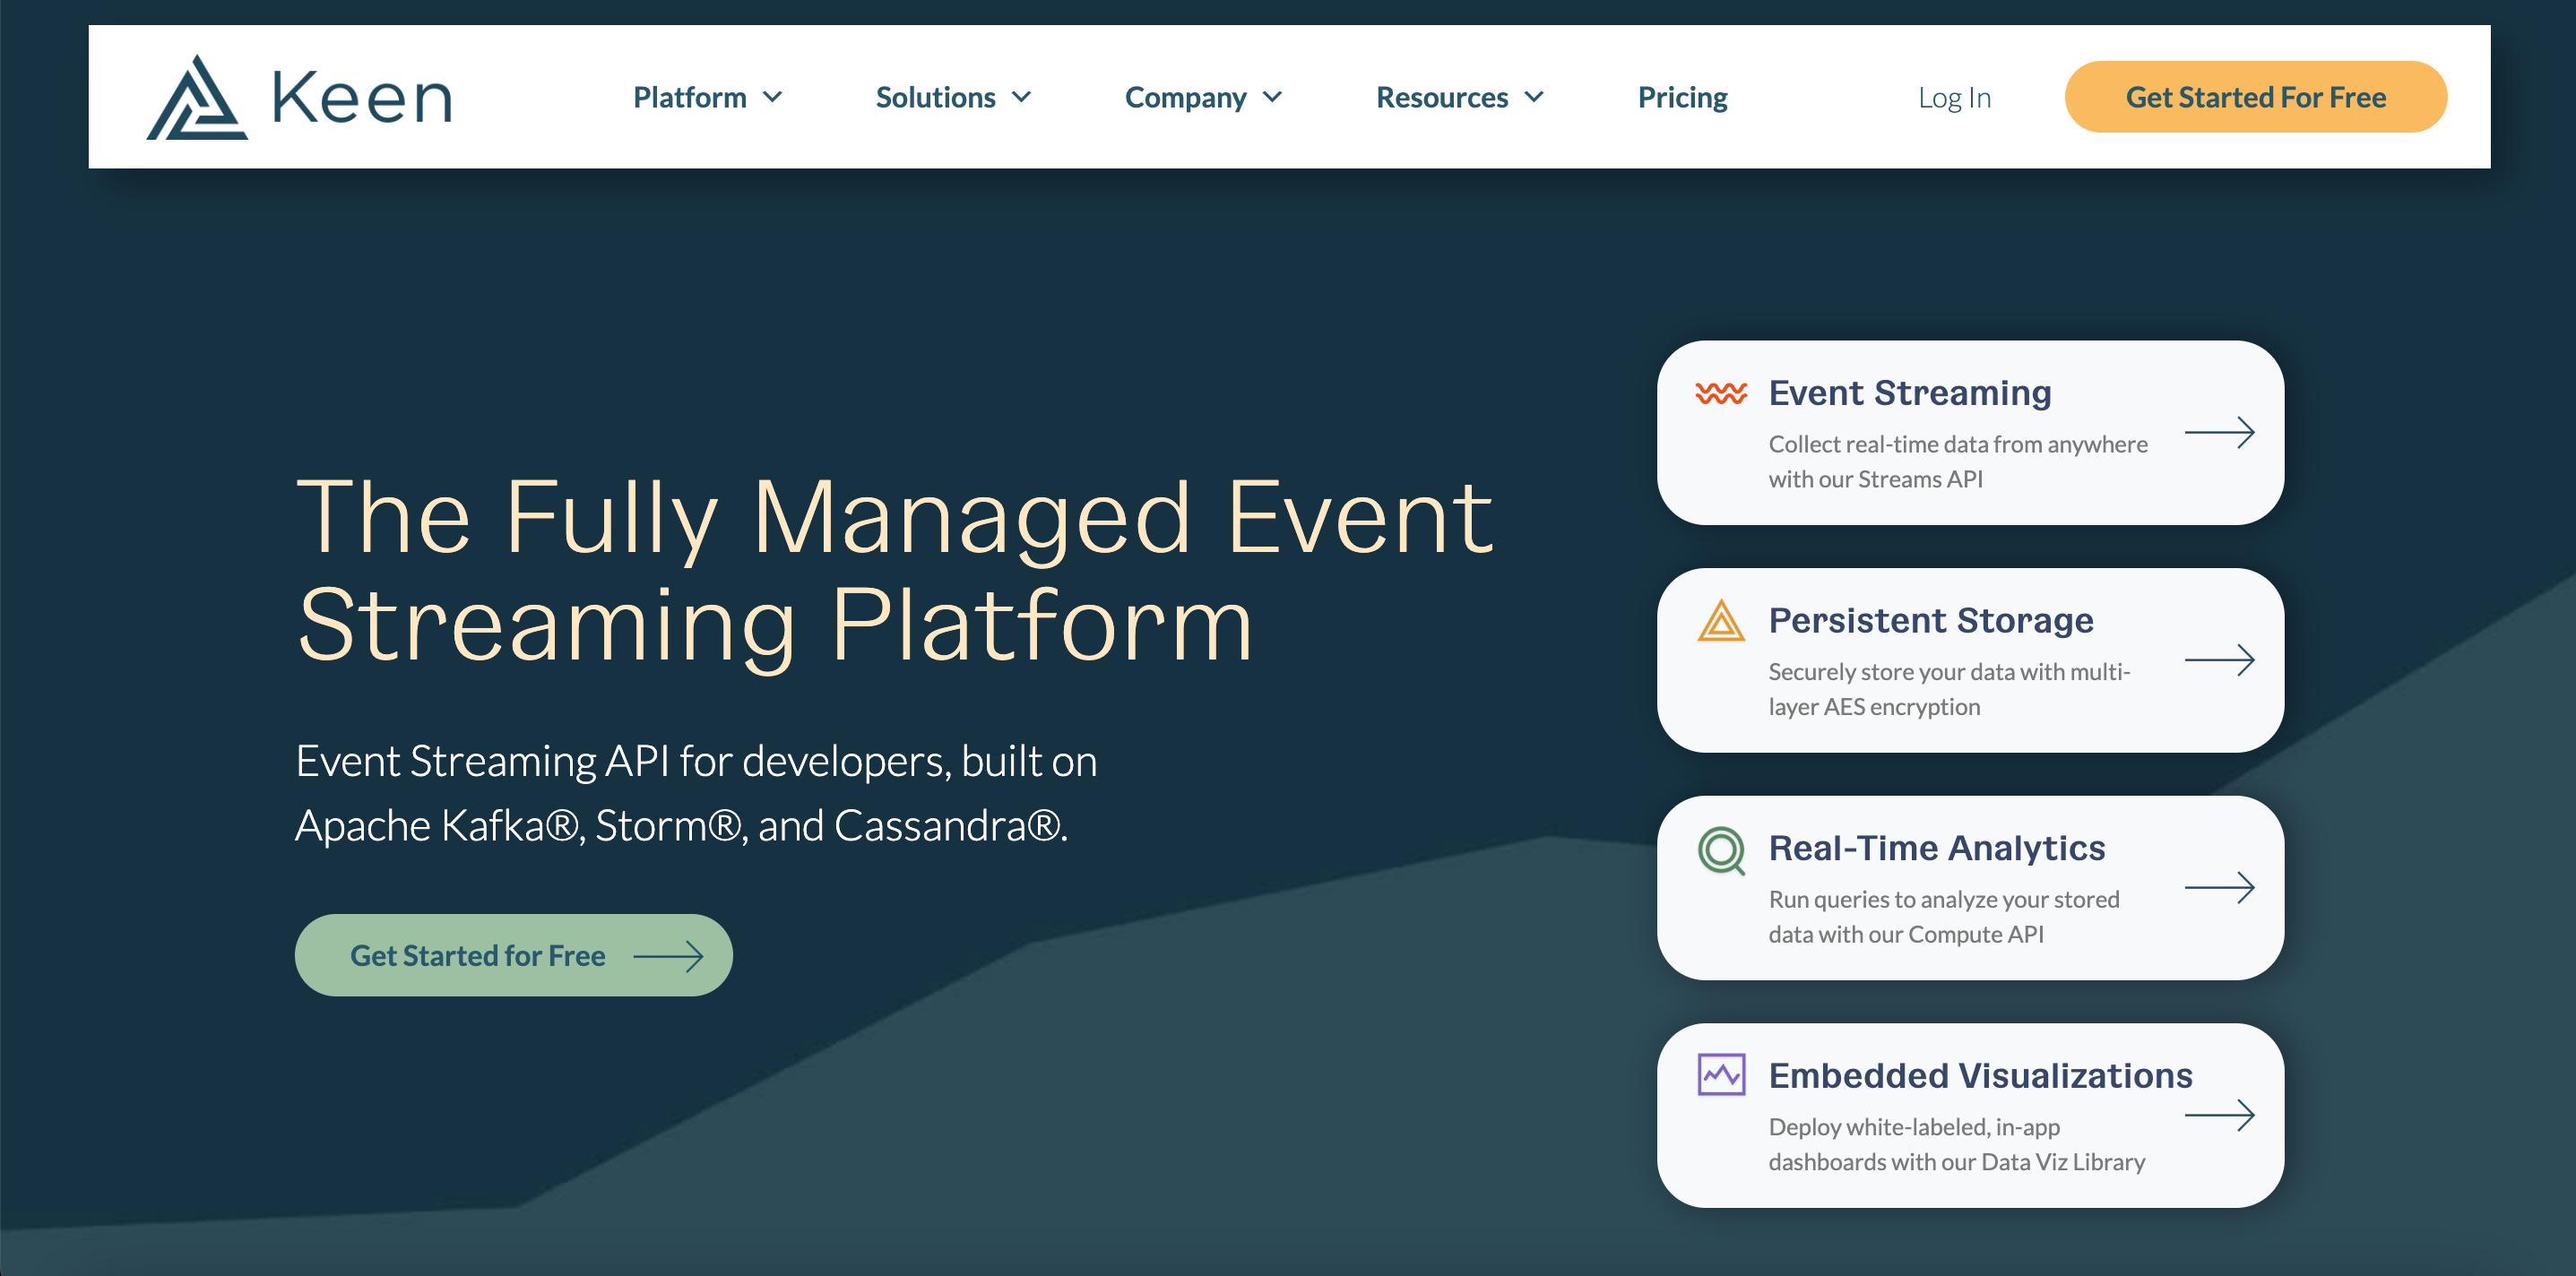 Keen
Platform
Solutions
Company
Resources
Pricing
Log In
Get Started For Free
The Fully Managed Event
Streaming Platform
Event Streaming API for developers, built on
Apache Kafka®, Storm®, and Cassandra®.
Get Started for Free
Event Streaming
Collect real-time data from anywhere
with our Streams API
Persistent Storage
Securely store your data with multi-
layer AES encryption
Real-Time Analytics
Run queries to analyze your stored
data with our Compute API
Embedded Visualizations
Deploy white-labeled, in-app
dashboards with our Data Viz Library